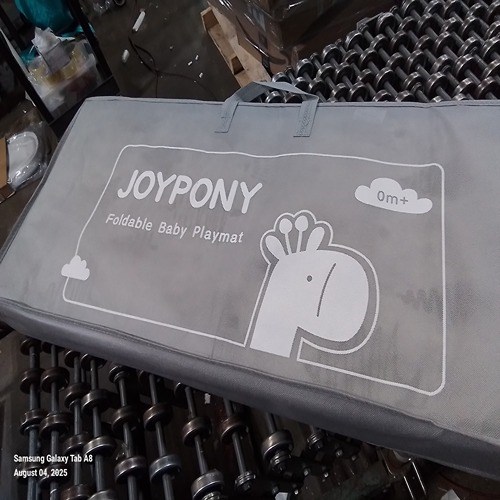 JOYPONY
0m+
Foldable Baby Playmat
Samsung Galaxy Tab A8
August 04, 2025